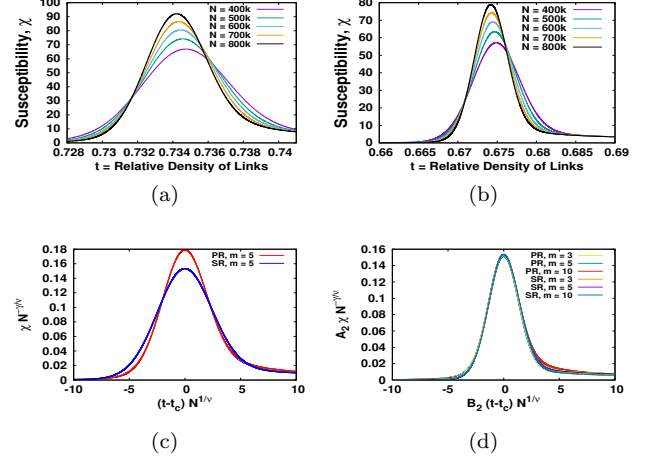 100
90
80
70
60
50
40
30
20
10
0
Susceptibility, χ
N = 400k
N = 500k
N = 600k
N = 700k
N = 800k
0.728 0.73 0.732 0.734 0.736 0.738 0.74
t = Relative Density of Links
(a)
80
70
60
50
40
30
20
10
0
Susceptibility, χ
N = 400k
N = 500k
N = 600k
N = 700k
N = 800k
0.66 0.665 0.67 0.675 0.68 0.685 0.69
t = Relative Density of Links
(b)
0.18
0.16
0.14
0.12
0.1
0.08
0.06
0.04
0.02
0
χ N^-γ/ν
PR, m = 5
SR, m = 5
-10 -5 0 5 10
(t-tc) N^1/ν
(c)
0.16
0.14
0.12
0.1
0.08
0.06
0.04
0.02
A2 χ N^-γ/ν
PR, m = 3
PR, m = 5
PR, m = 10
SR, m = 3
SR, m = 5
SR, m = 10
-10 -5 0 5 10
B2 (t-tc) N^1/ν
(d)